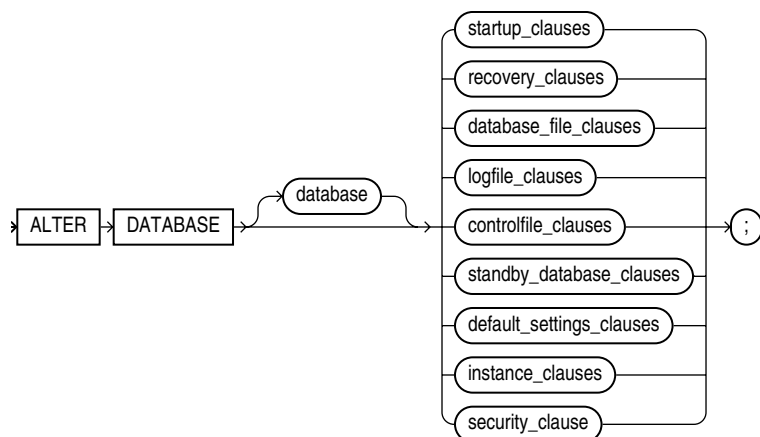 startup_clauses
recovery_clauses
database_file_clauses
logfile_clauses
database
ALTER DATABASE controlfile_clauses ;
standby_database_clauses
default_settings_clauses
instance_clauses
security_clause